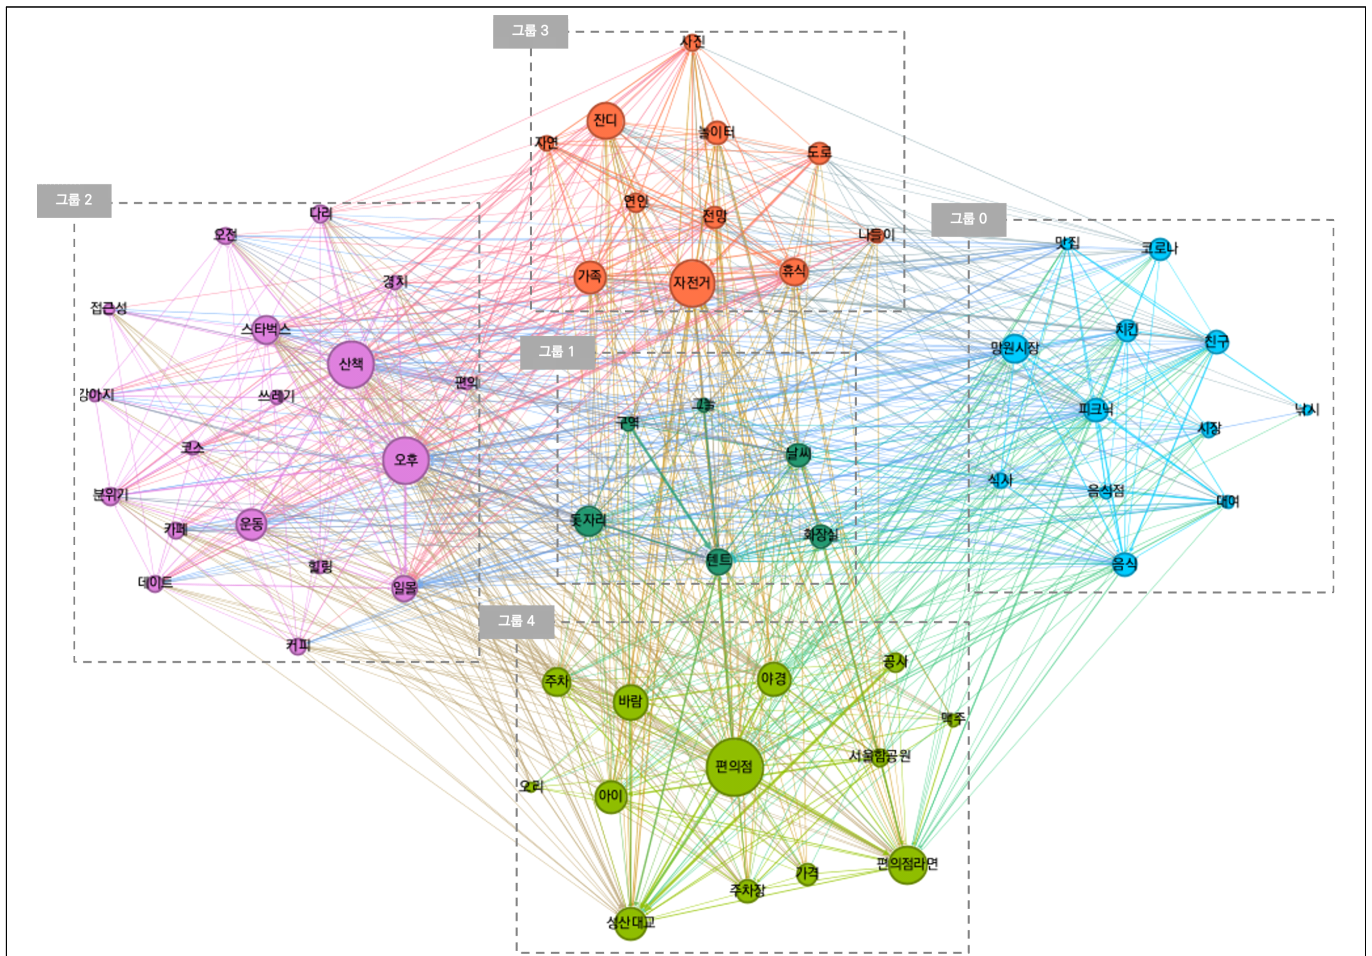 그룹 3
사진
잔디
놀이터
자연
도로
연인
전망
나들이
가족
자전거
휴식
그룹 2
다리
오전
경치
접근성
스타벅스
산책
편의
강아지
쓰레기
코스
오후
분위기
운동
카페
힐링
데이트
일몰
커피
그룹 0
맛집
코로나
치킨
망원시장
친구
피크닉
낚시
시장
식사
음식점
대여
음식
그룹 1
그늘
구역
날씨
돗자리
화장실
텐트
그룹 4
공사
주차
야경
바람
맥주
서울함공원
편의점
오리
아이
편의점라면
가격
주차장
성산대교